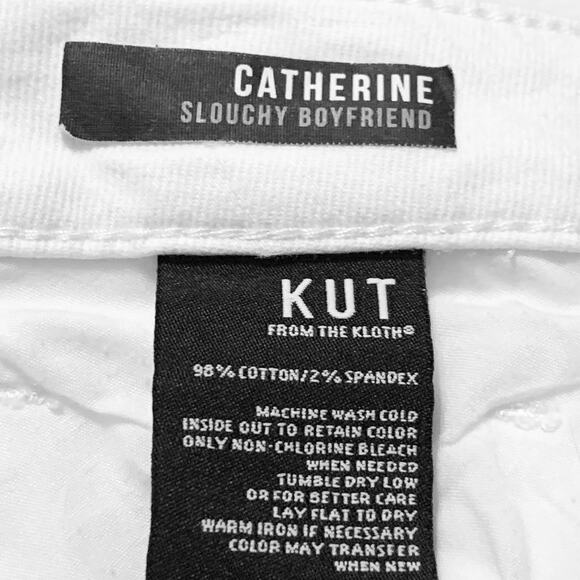 CATHERINE
SLOUCHY BOYFRIEND
KUT
FROM THE KLOTH®
98% COTTON/2% SPANDEX
MACHINE WASH COLD
INSIDE OUT TO RETAIN COLOR
ONLY NON-CHLORINE BLEACH
WHEN NEEDED
TUMBLE DRY LOW
OR FOR BETTER CARE
LAY FLAT TO DRY
WARM IRON IF NECESSARY
COLOR MAY TRANSFER
WHEN NEW